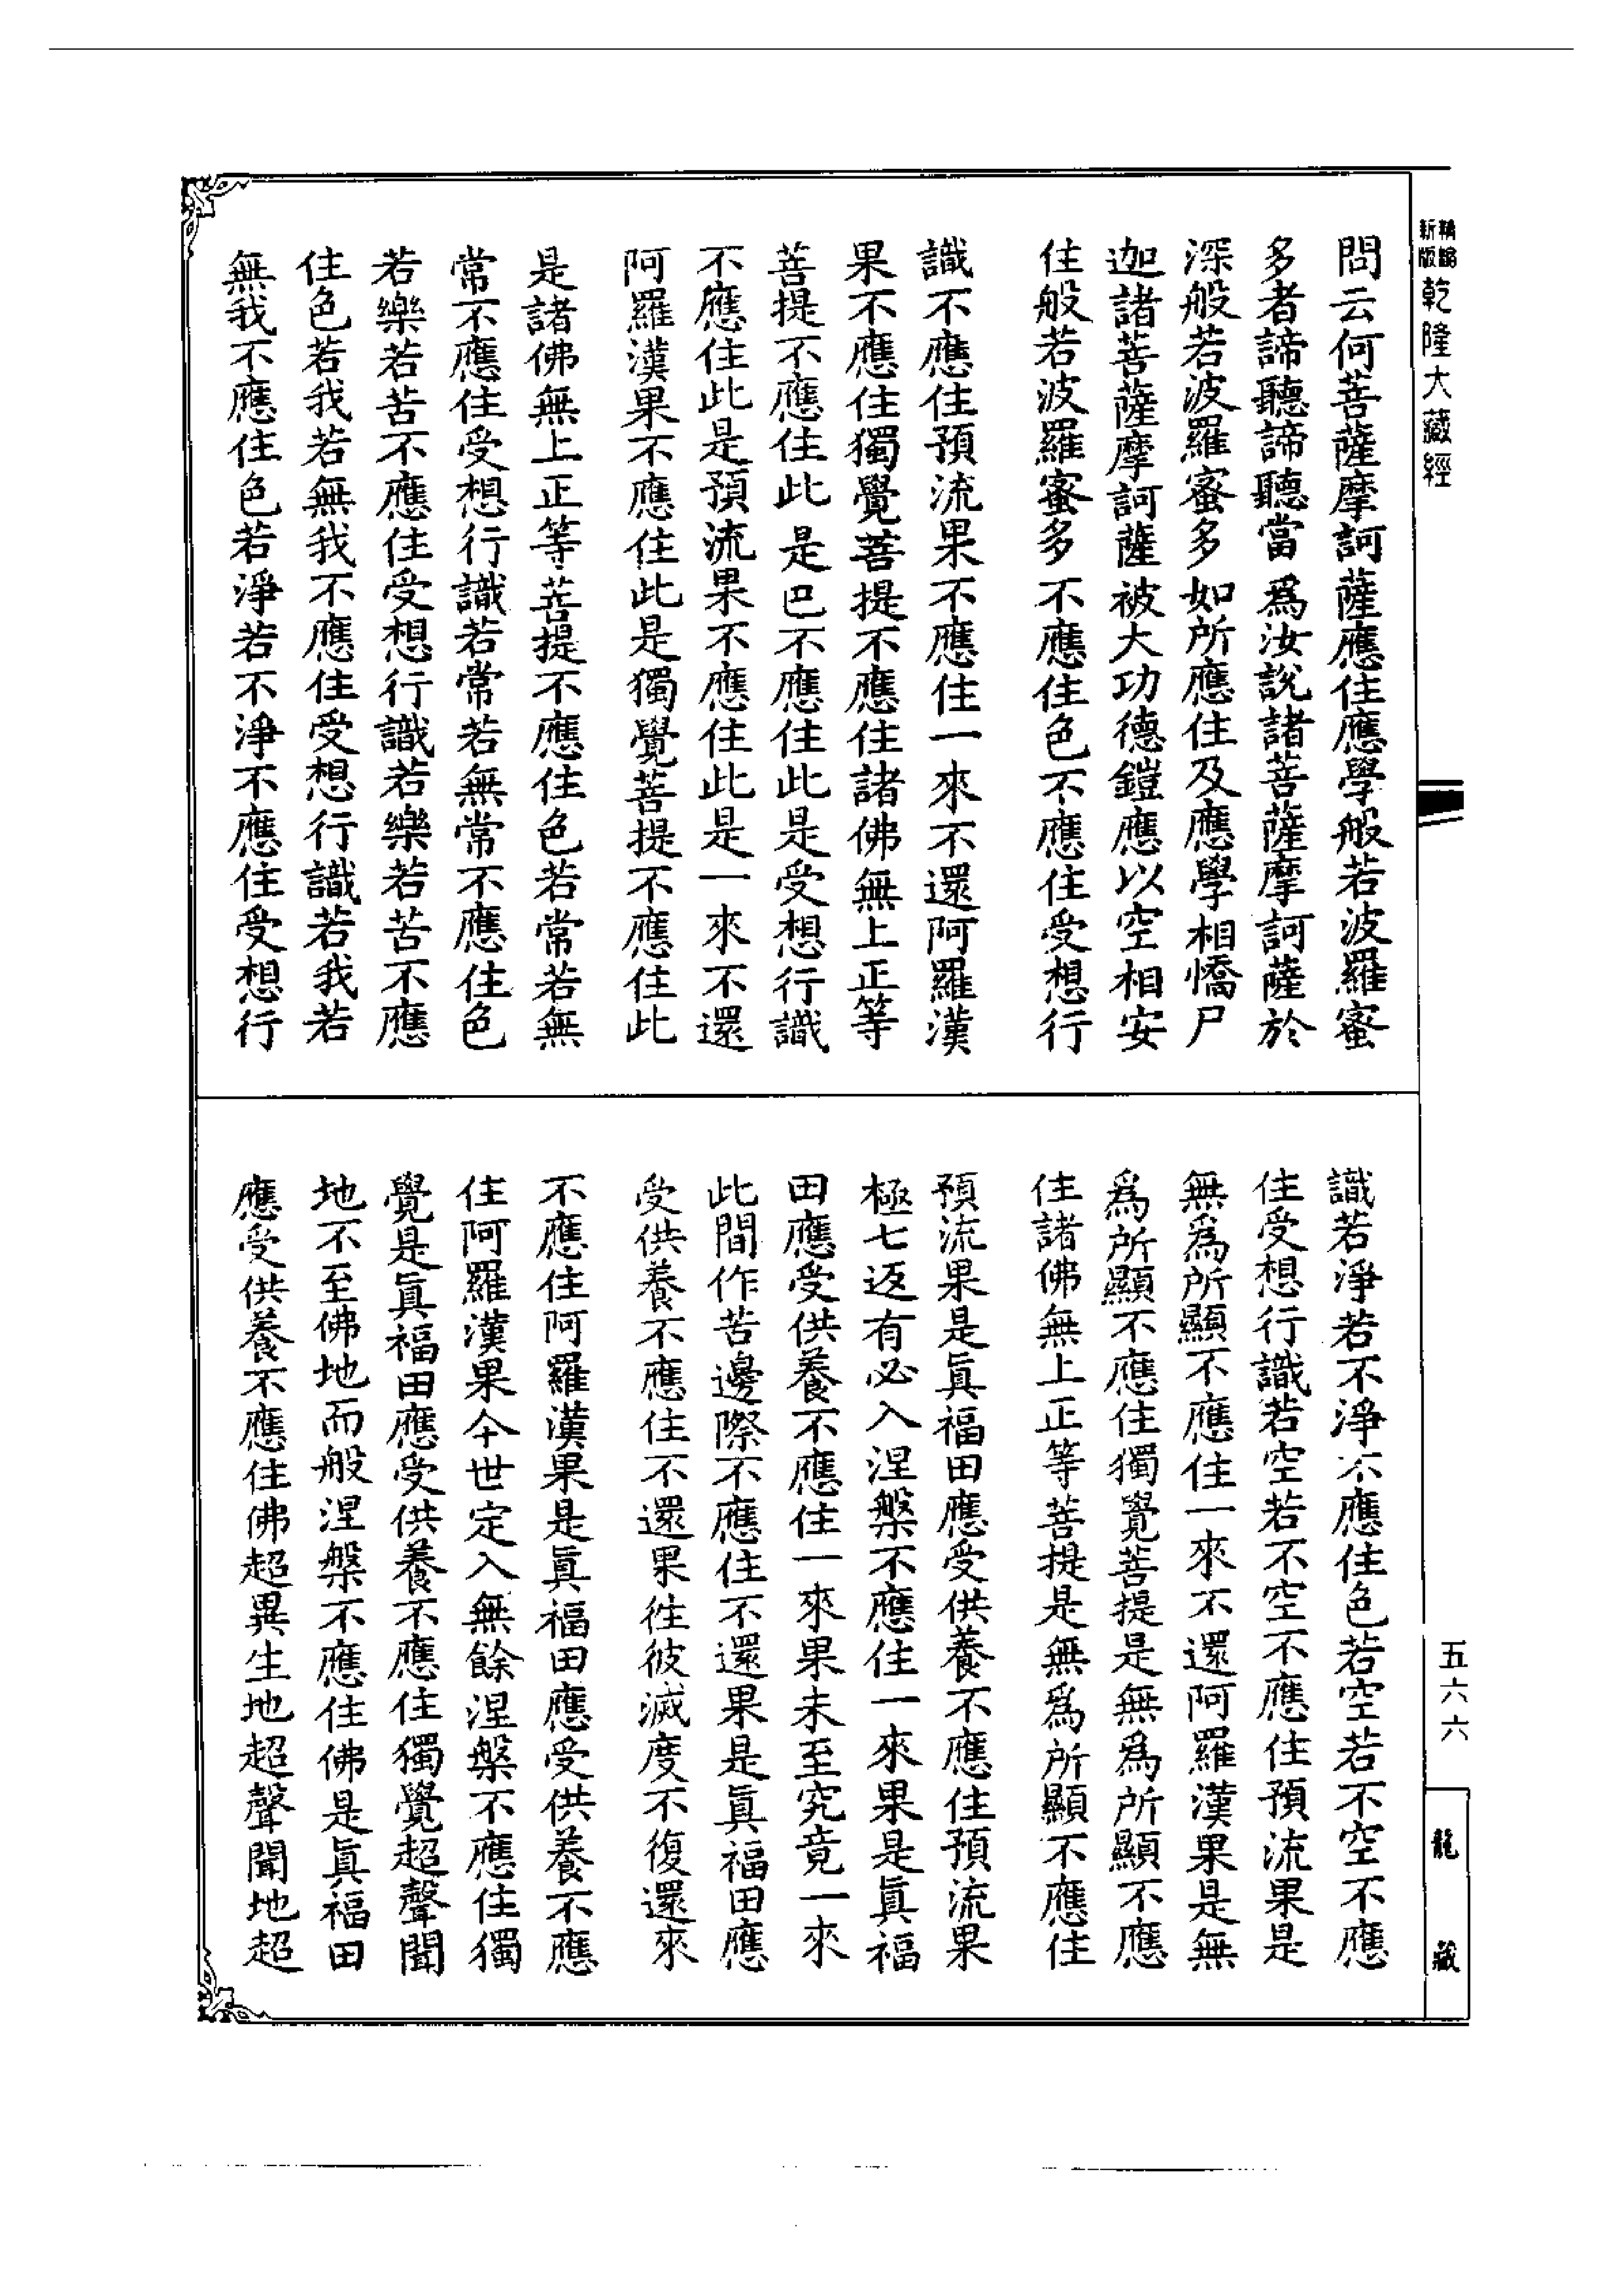 新編縮版乾隆大藏經
問云何菩薩摩訶薩應住應學般若波羅蜜
多者諦聽諦聽當爲汝說諸菩薩摩訶薩於
深般若波羅蜜多如所應住及應學相憍尸
迦諸菩薩摩訶薩被大功德鎧應以空相安
住般若波羅蜜多不應住色不應住受想行
識不應住預流果不應住一來不還阿羅漢
果不應住獨覺菩提不應住諸佛無上正等
菩提不應住此是巴不應住此是受想行識
不應住此是預流果不應住此是一來不還
阿羅漢果不應住此是獨覺菩提不應住此
是諸佛無上正等菩提不應住色若常若無
常不應住受想行識若常若無常不應住色
若樂若苦不應住受想行識若樂若苦不應
住色若我若無我不應住受想行識若我若
無我不應住色若淨若不淨不應住受想行
識若淨若不淨不應住色若空若不空不應
住受想行識若空若不空不應住預流果是
無爲所顯不應住一來不還阿羅漢果是無
爲所顯不應住獨覺菩提是無爲所顯不應
住諸佛無上正等菩提是無爲所顯不應住
預流果是眞福田應受供養不應住預流果
極七返有必入涅槃不應住一來果是眞福
田應受供養不應住一來果未至究竟一來
此間作苦邊際不應住不還果是眞福田應
受供養不應住不還果往彼滅度不復還來
不應住阿羅漢果是眞福田應受供養不應
住阿羅漢果今世定入無餘涅槃不應住獨
覺是眞福田應受供養不應住獨覺超聲聞
地不至佛地而般涅槃不應住佛是眞福田
應受供養不應住佛超異生地超聲聞地超
五六六
龍藏